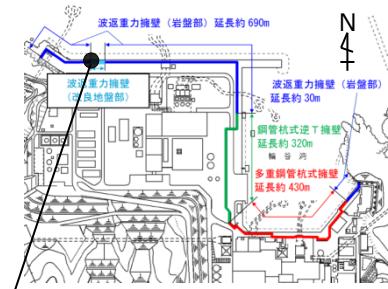 波返重力擁壁（岩盤部）延長約 690m
N
波返重力擁壁
（改良地盤部）
波返重力擁壁（岩盤部）
延長約 30m
鋼管杭式逆Ｔ擁壁
延長約 320m
輪谷湾
多重鋼管杭式擁壁
延長約 430m